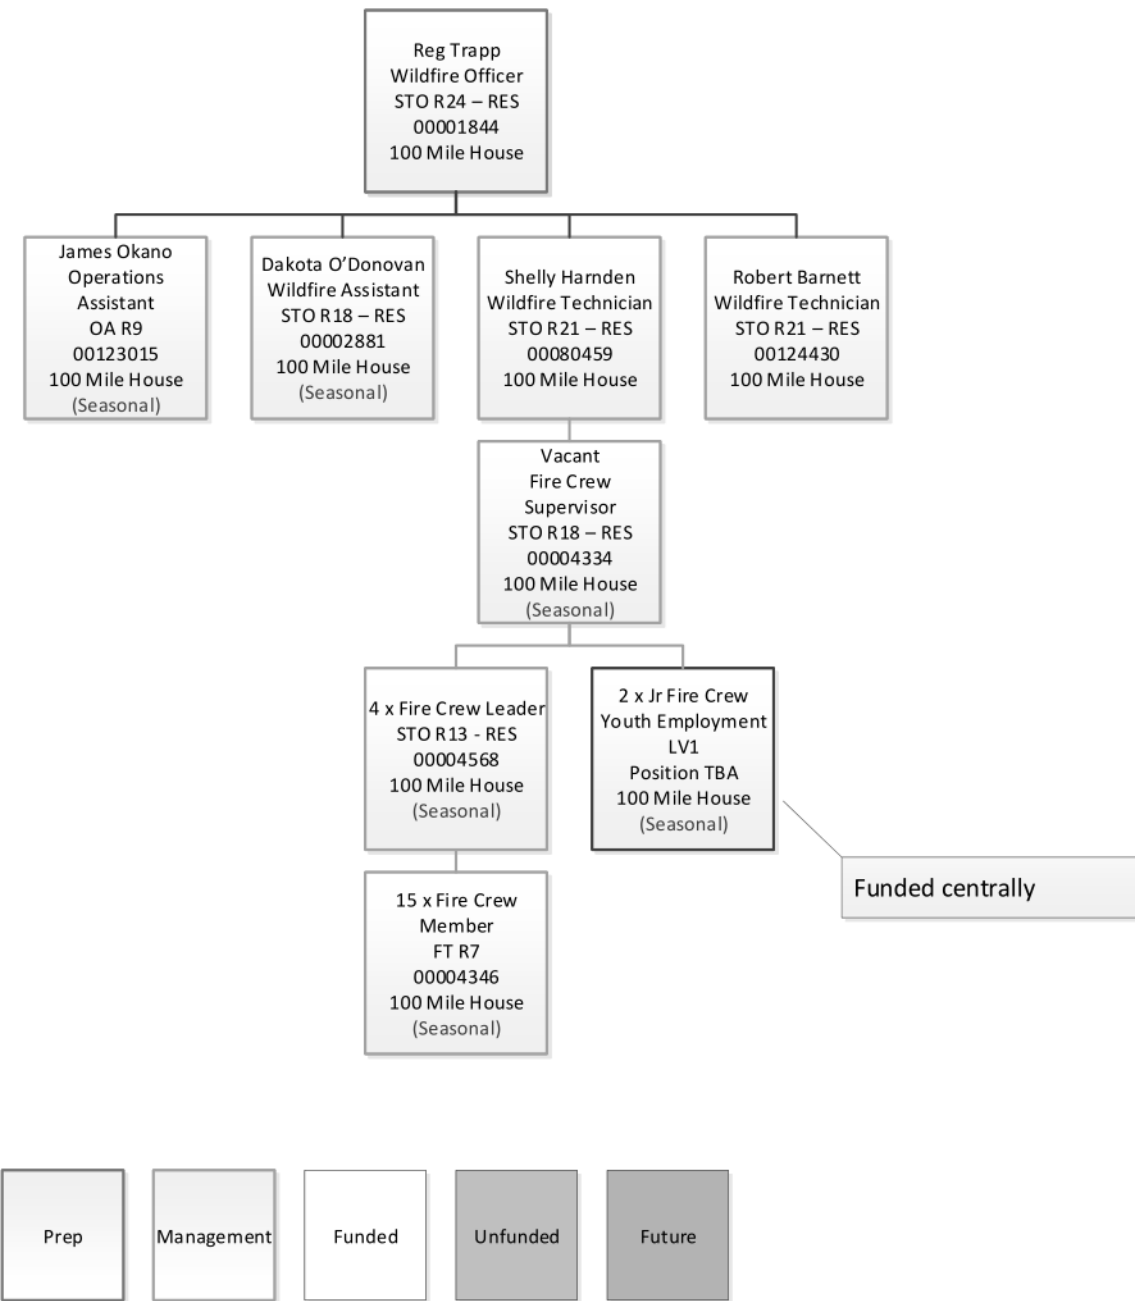 Reg Trapp
Wildfire Officer
STO R24 – RES
00001844
100 Mile House
James Okano
Operations
Assistant
OA R9
00123015
100 Mile House
(Seasonal)
Dakota O’Donovan
Wildfire Assistant
STO R18 – RES
00002881
100 Mile House
(Seasonal)
Shelly Harnden
Wildfire Technician
STO R21 – RES
00080459
100 Mile House
Robert Barnett
Wildfire Technician
STO R21 – RES
00124430
100 Mile House
Vacant
Fire Crew
Supervisor
STO R18 – RES
00004334
100 Mile House
(Seasonal)
4 x Fire Crew Leader
STO R13 - RES
00004568
100 Mile House
(Seasonal)
2 x Jr Fire Crew
Youth Employment
LV1
Position TBA
100 Mile House
(Seasonal)
Funded centrally
15 x Fire Crew
Member
FT R7
00004346
100 Mile House
(Seasonal)
Prep
Management
Funded
Unfunded
Future